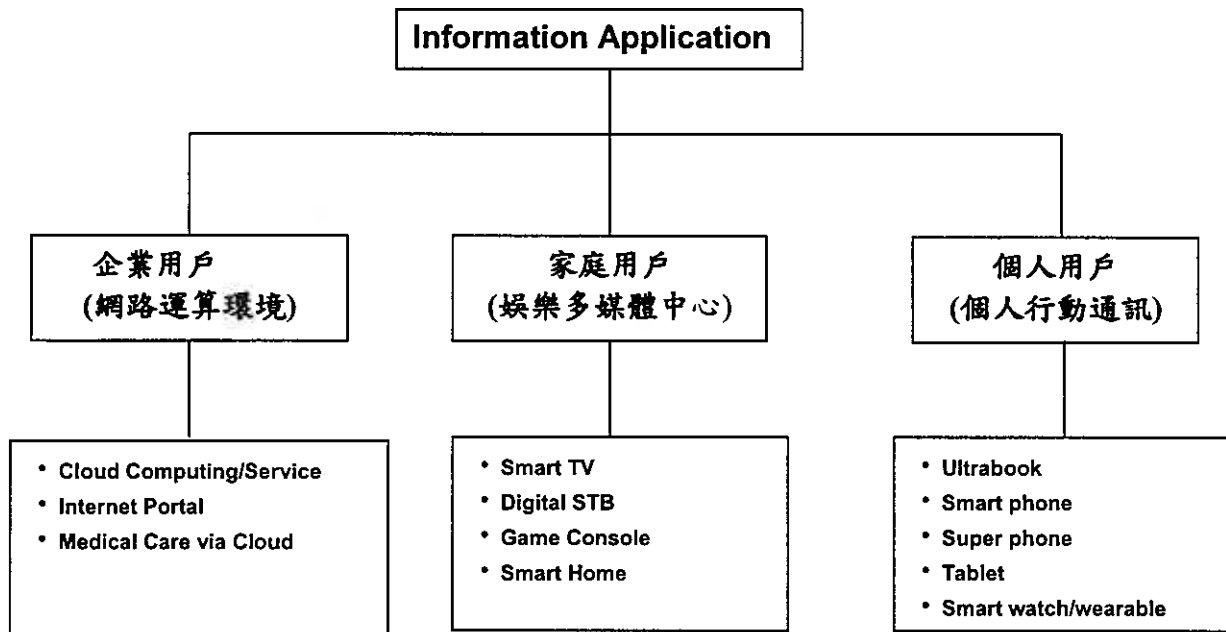 Information Application
企業用戶
(網路運算環境)
• Cloud Computing/Service
• Internet Portal
• Medical Care via Cloud
家庭用戶
(娛樂多媒體中心)
• Smart TV
• Digital STB
• Game Console
• Smart Home
個人用戶
(個人行動通訊)
• Ultrabook
• Smart phone
• Super phone
• Tablet
• Smart watch/wearable